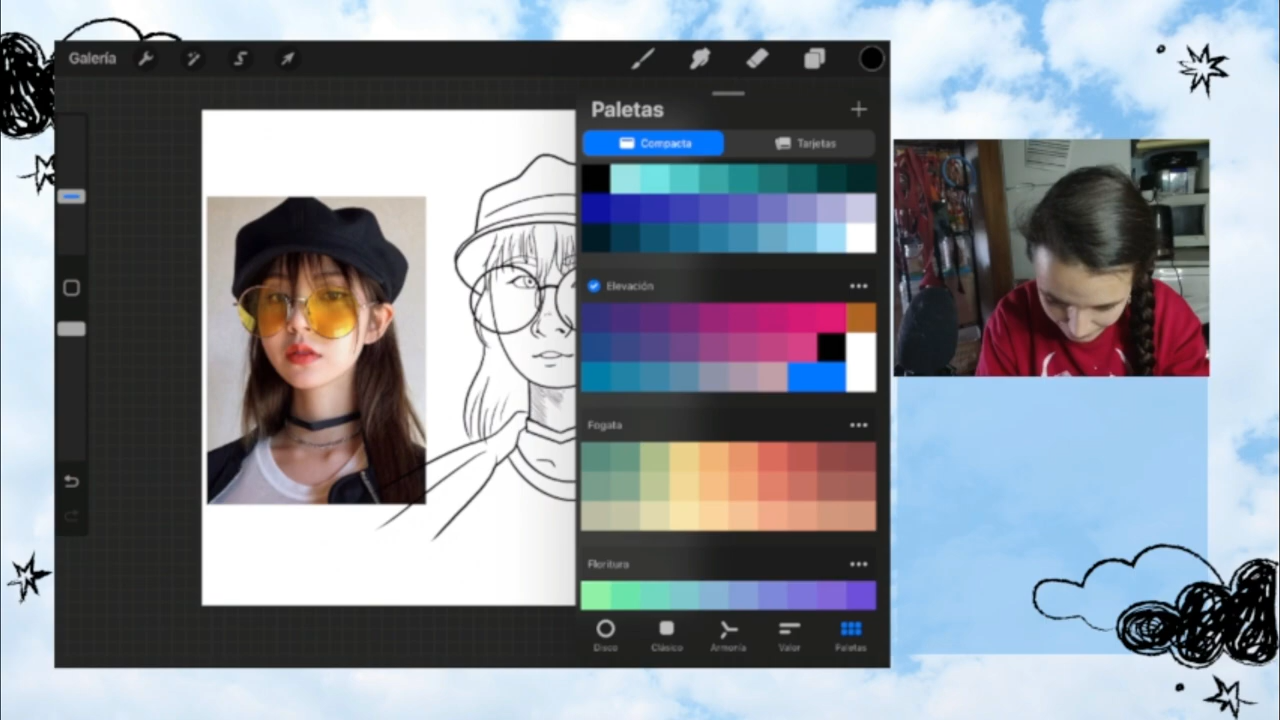 Galería
Paletas
Compacta
Tarjetas
Elevación
Fogata
Floritura
Disco
Clásico
Armonía
Valor
Paletas